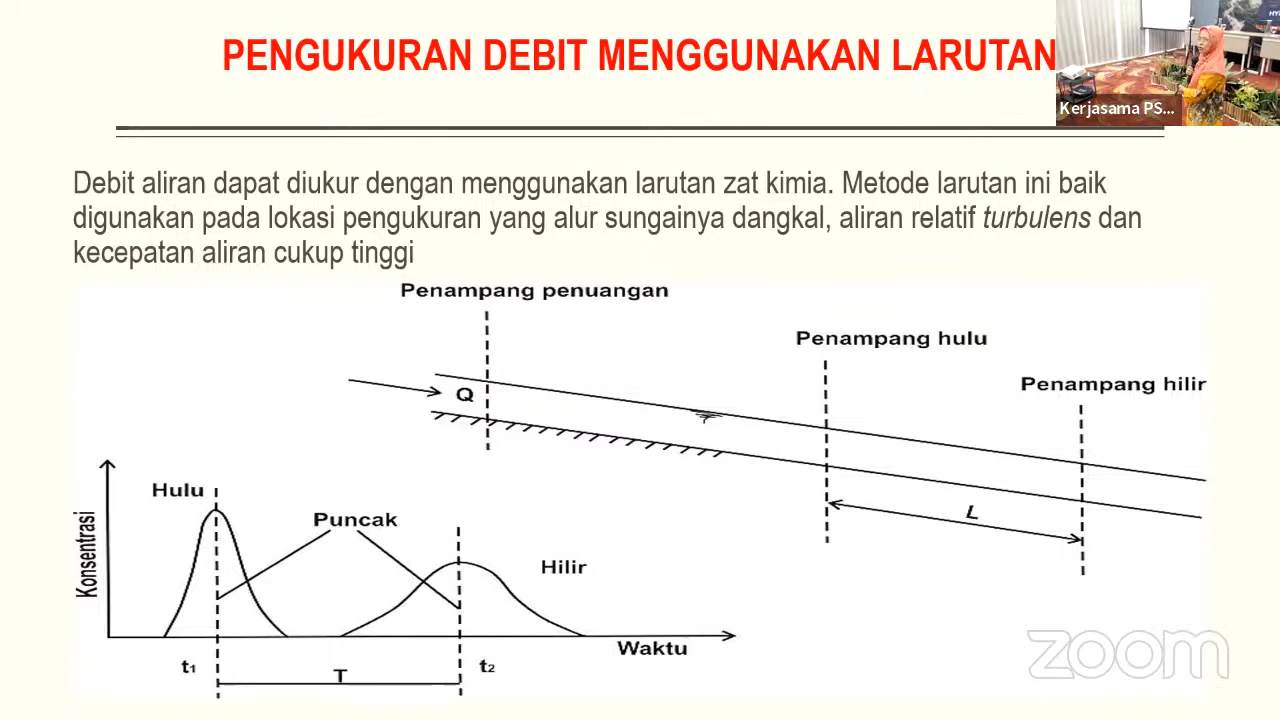 PENGUKURAN DEBIT MENGGUNAKAN LARUTAN
Kerjasama PS...
Debit aliran dapat diukur dengan menggunakan larutan zat kimia. Metode larutan ini baik
digunakan pada lokasi pengukuran yang alur sungainya dangkal, aliran relatif turbulens dan
kecepatan aliran cukup tinggi
Penampang penuangan
Penampang hulu
Penampang hilir
Q
L
Hulu
Puncak
Hilir
Konsentrasi
Waktu
t1
T
t2
zoom